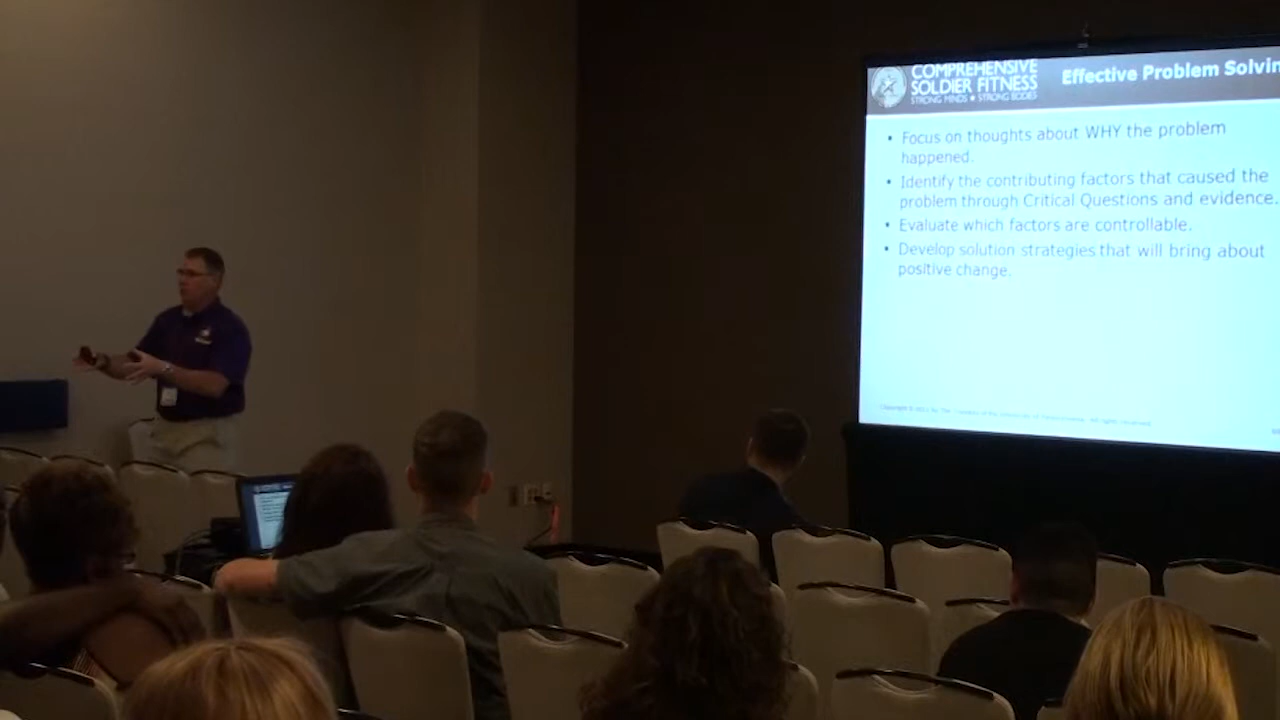 COMPREHENSIVE
SOLDIER FITNESS
STRONG MINDS ★ STRONG BODIES
Effective Problem Solvin
• Focus on thoughts about WHY the problem
happened.
• Identify the contributing factors that caused the
problem through Critical Questions and evidence.
• Evaluate which factors are controllable.
• Develop solution strategies that will bring about
positive change.